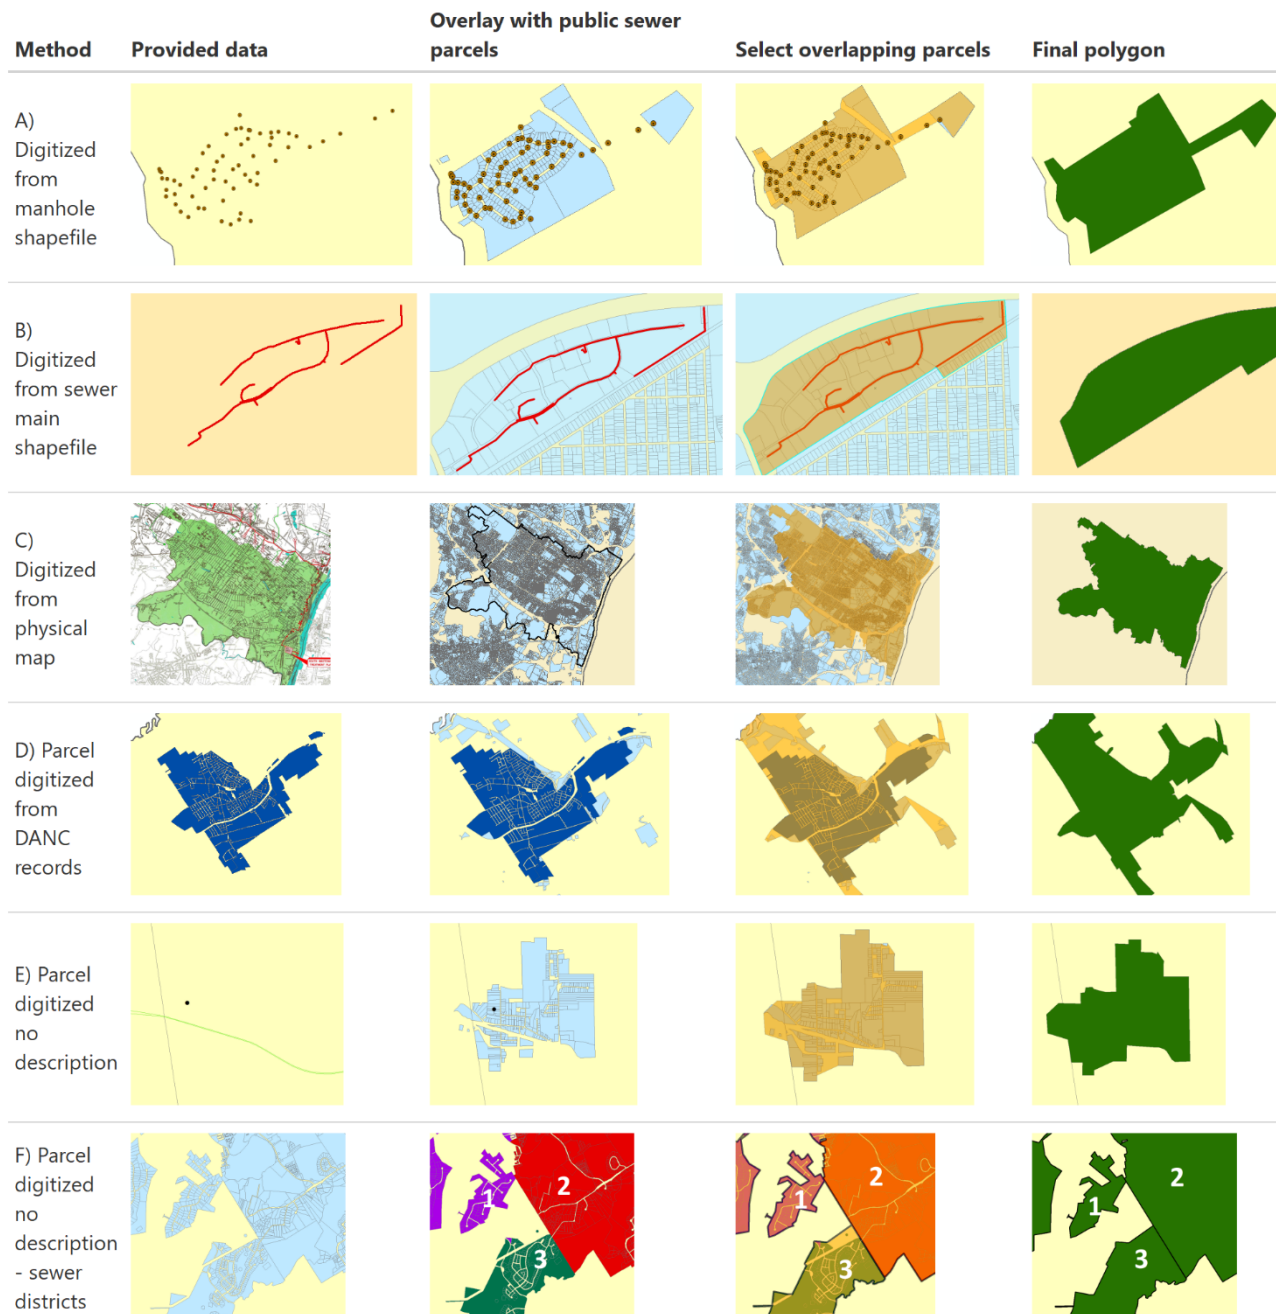 Method
Provided data
Overlay with public sewer
parcels
Select overlapping parcels
Final polygon
A)
Digitized
from
manhole
shapefile
B)
Digitized
from sewer
main
shapefile
C)
Digitized
from
physical
map
D) Parcel
digitized
from
DANC
records
E) Parcel
digitized
no
description
F) Parcel
digitized
no
description
- sewer
districts
1
2
3
1
2
3
1
2
3